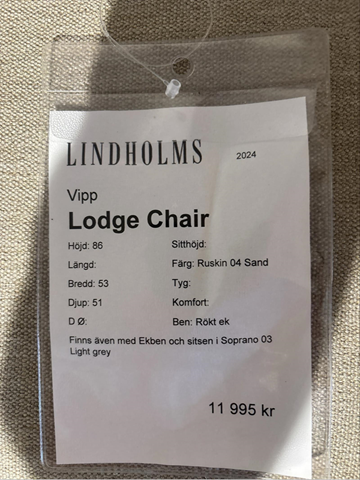 LINDHOLMS 2024
Vipp
Lodge Chair
Höjd: 86 Sitthöjd:
Längd: Färg: Ruskin 04 Sand
Bredd: 53 Tyg:
Djup: 51 Komfort:
D Ø: Ben: Rökt ek
Finns även med Ekben och sitsen i Soprano 03
Light grey
11 995 kr